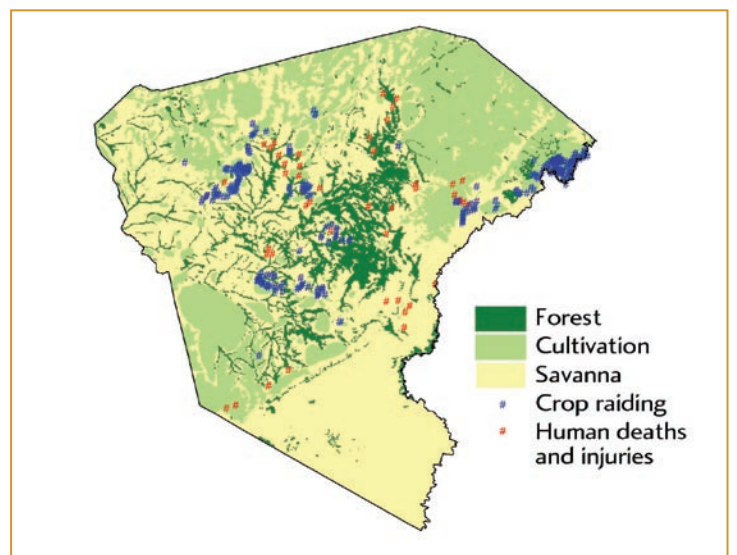 Forest
Cultivation
Savanna
# Crop raiding
# Human deaths
and injuries